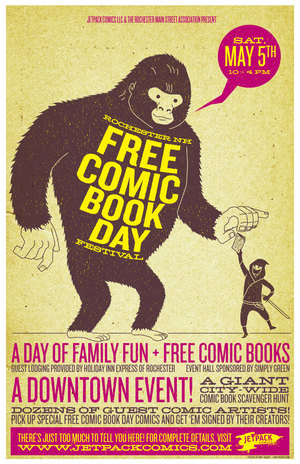 JETPACK COMICS LLC & THE ROCHESTER MAIN STREET ASSOCIATION PRESENT
SAT.
MAY 5TH
10 - 4 PM
ROCHESTER NH
FREE
COMIC
BOOK
DAY
FESTIVAL
A DAY OF FAMILY FUN + FREE COMIC BOOKS
GUEST LODGING PROVIDED BY HOLIDAY INN EXPRESS OF ROCHESTER EVENT HALL SPONSORED BY SIMPLY GREEN
A DOWNTOWN EVENT! A GIANT
CITY-WIDE
COMIC BOOK SCAVENGER HUNT
DOZENS OF GUEST COMIC ARTISTS!
PICK UP SPECIAL FREE COMIC BOOK DAY COMICS AND GET 'EM SIGNED BY THEIR CREATORS!
THERE'S JUST TOO MUCH TO TELL YOU HERE! FOR COMPLETE DETAILS, VISIT
WWW.JETPACKCOMICS.COM
JETPACK